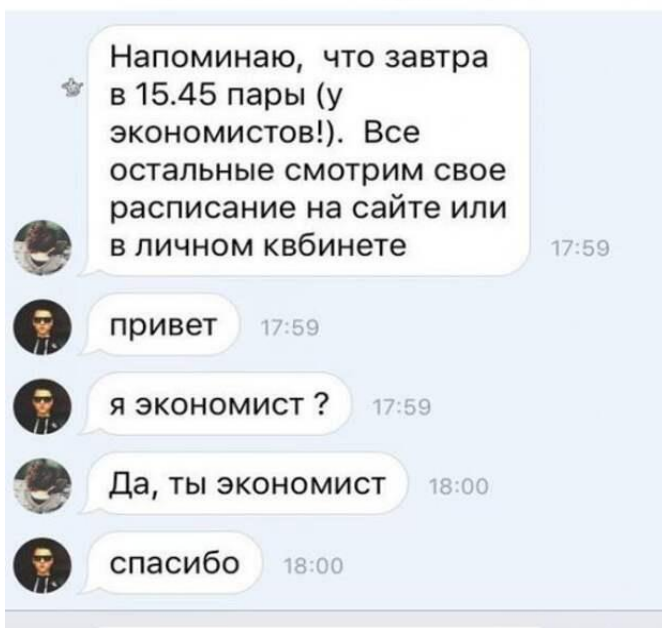 Напоминаю,  что завтра
в 15.45 пары (у
экономистов!).  Все
остальные смотрим свое
расписание на сайте или
в личном квбинете
17:59
привет
17:59
я экономист ?
17:59
Да, ты экономист
18:00
спасибо
18:00